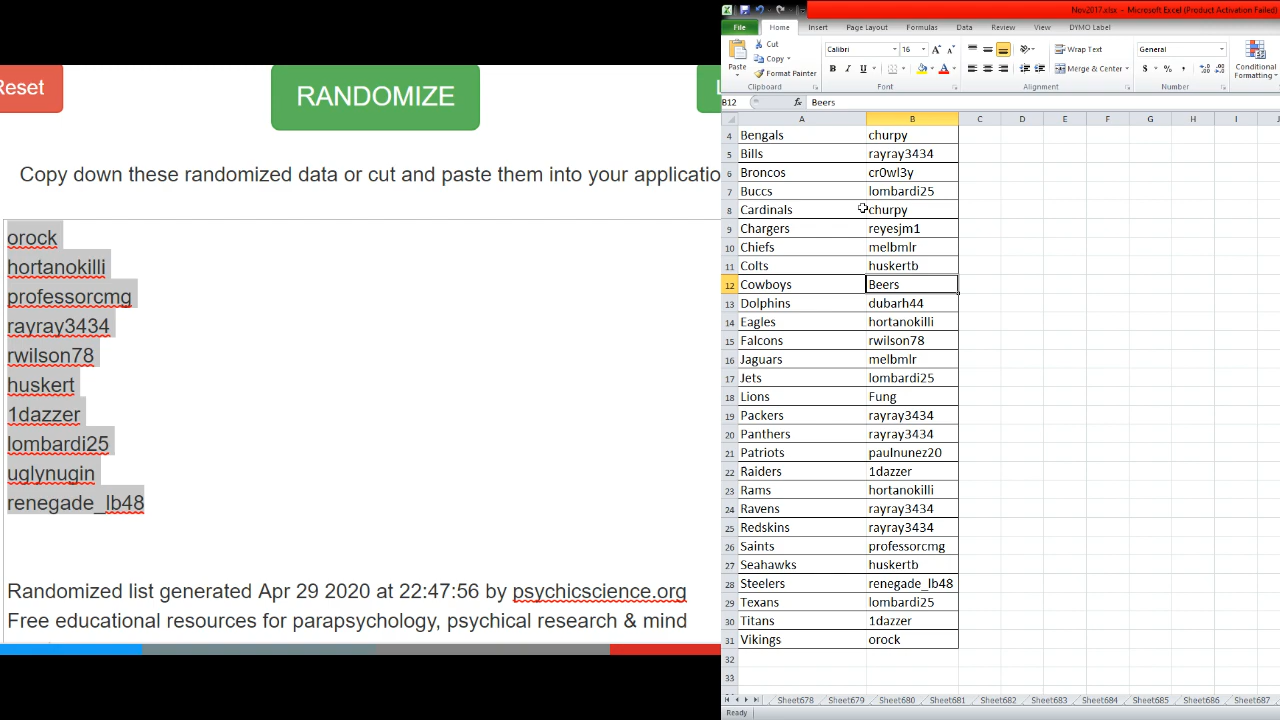 Reset
RANDOMIZE
Copy down these randomized data or cut and paste them into your applicatio
orock
hortanokilli
professorcmg
rayray3434
rwilson78
huskert
1dazzer
lombardi25
uglynugin
renegade_lb48
Randomized list generated Apr 29 2020 at 22:47:56 by psychicscience.org
Free educational resources for parapsychology, psychical research & mind
Nov2017.xlsx - Microsoft Excel (Product Activation Failed)
File Home Insert Page Layout Formulas Data Review View DYMO Label
Cut
Copy
Format Painter
Paste
Clipboard
Calibri 16
B I U
Font
Wrap Text
Merge & Center
Alignment
General
$ % ,
Number
Conditional
Formatting
B12 fx Beers
A B C D E F G H I
4 Bengals churpy
5 Bills rayray3434
6 Broncos cr0wl3y
7 Buccs lombardi25
8 Cardinals churpy
9 Chargers reyesjm1
10 Chiefs melbmlr
11 Colts huskertb
12 Cowboys Beers
13 Dolphins dubarh44
14 Eagles hortanokilli
15 Falcons rwilson78
16 Jaguars melbmlr
17 Jets lombardi25
18 Lions Fung
19 Packers rayray3434
20 Panthers rayray3434
21 Patriots paulnunez20
22 Raiders 1dazzer
23 Rams hortanokilli
24 Ravens rayray3434
25 Redskins rayray3434
26 Saints professorcmg
27 Seahawks huskertb
28 Steelers renegade_lb48
29 Texans lombardi25
30 Titans 1dazzer
31 Vikings orock
32
33
Sheet678 Sheet679 Sheet680 Sheet681 Sheet682 Sheet683 Sheet684 Sheet685 Sheet686 Sheet687
Ready